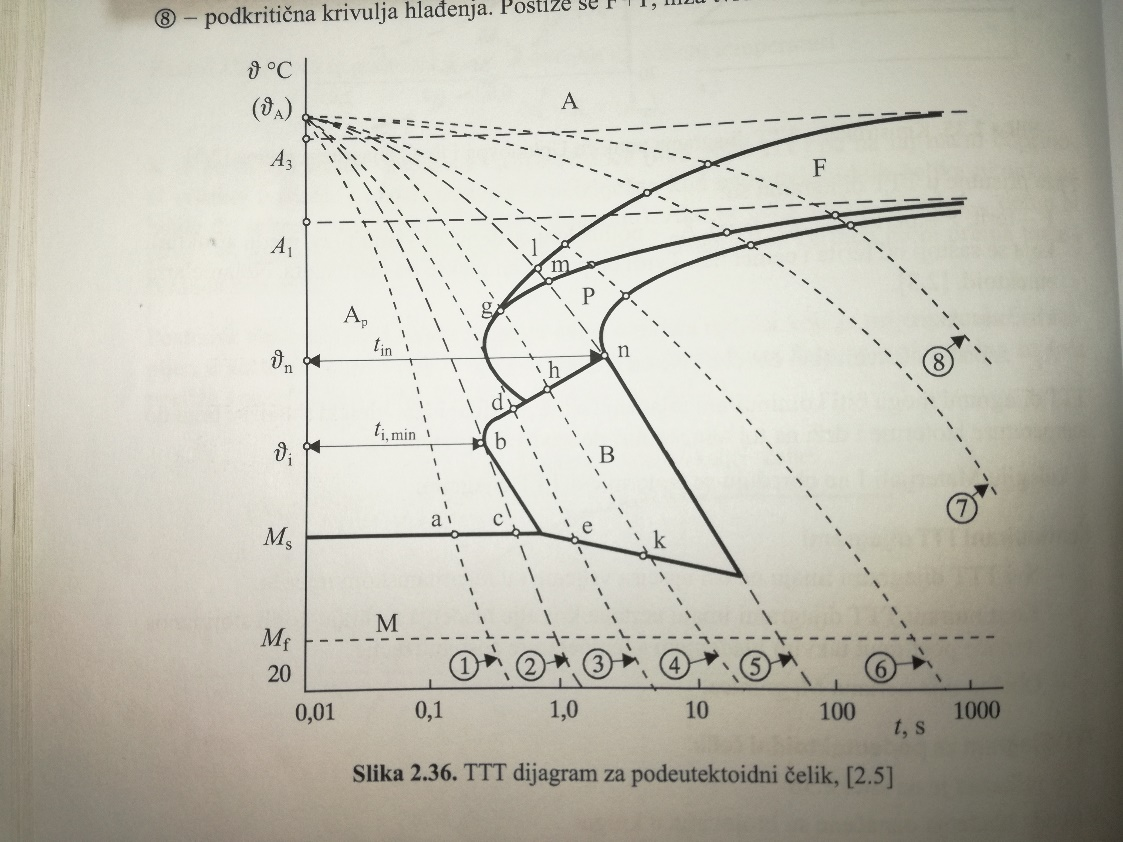 ⑧ – podkritična krivulja hlađenja. Postiže se F + P, niža
ϑ °C
(ϑA)
A
A3
F
A1
l
m
P
g
Ap
tin
n
ϑn
⑧
h
d
ti, min
b
ϑi
B
⑦
a
c
e
k
Ms
M
Mf
20
① ② ③ ④ ⑤ ⑥
0,01 0,1 1,0 10 100 1000
t, s
Slika 2.36. TTT dijagram za podeutektoidni čelik, [2.5]